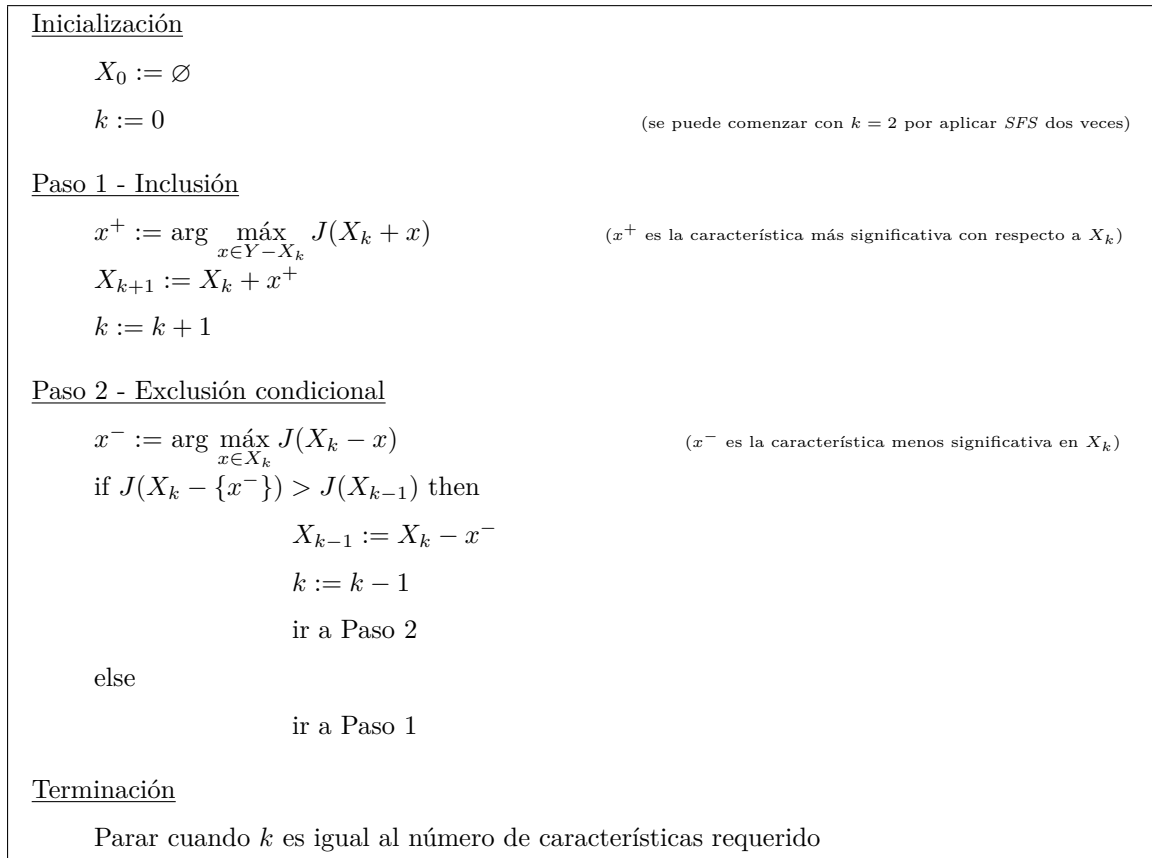 Inicialización
X_0 := ∅
k := 0 (se puede comenzar con k = 2 por aplicar SFS dos veces)
Paso 1 - Inclusión
x^+ := arg máx_{x∈Y−X_k} J(X_k + x) (x^+ es la característica más significativa con respecto a X_k)
X_{k+1} := X_k + x^+
k := k + 1
Paso 2 - Exclusión condicional
x^− := arg máx_{x∈X_k} J(X_k − x) (x^− es la característica menos significativa en X_k)
if J(X_k − {x^−}) > J(X_{k−1}) then
X_{k−1} := X_k − x^−
k := k − 1
ir a Paso 2
else
ir a Paso 1
Terminación
Parar cuando k es igual al número de características requerido